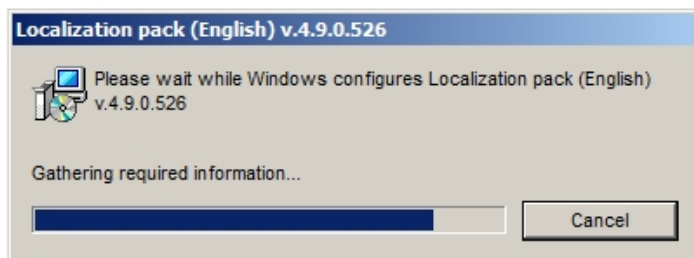 Localization pack (English) v.4.9.0.526
Please wait while Windows configures Localization pack (English)
v.4.9.0.526
Gathering required information...
Cancel